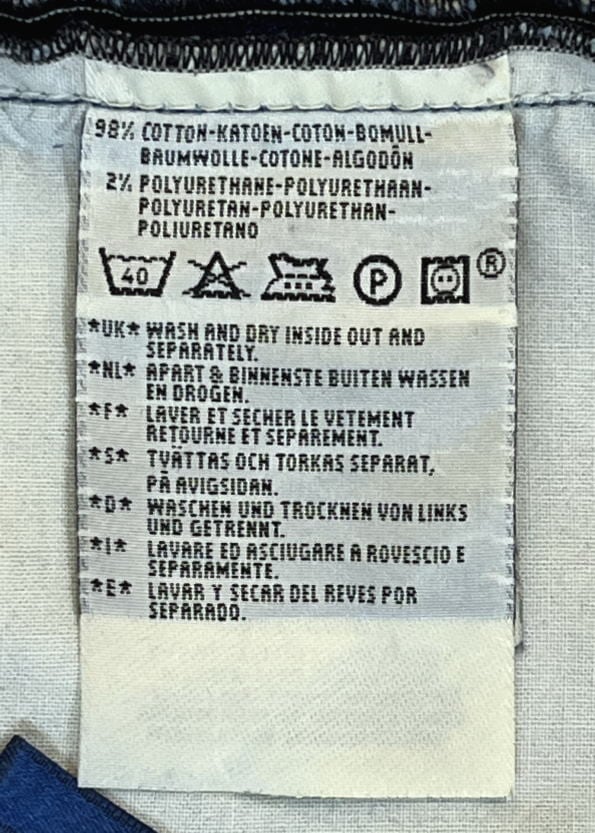 98% COTTON-KATOEN-COTON-BOMULL-
BAUMWOLLE-COTONE-ALGODÓN
2% POLYURETHANE-POLYURETHAAN-
POLYURETAN-POLYURETHAN-
POLIURETANO
40 P ®
*UK* WASH AND DRY INSIDE OUT AND
SEPARATELY.
*NL* APART & BINNENSTE BUITEN WASSEN
EN DROGEN.
*F* LAVER ET SECHER LE VETEMENT
RETOURNE ET SEPAREMENT.
*S* TVÄTTAS OCH TORKAS SEPARAT,
PÅ AVIGSIDAN.
*D* WASCHEN UND TROCKNEN VON LINKS
UND GETRENNT.
*I* LAVARE ED ASCIUGARE A ROVESCIO E
SEPARAMENTE.
*E* LAVAR Y SECAR DEL REVES POR
SEPARADO.